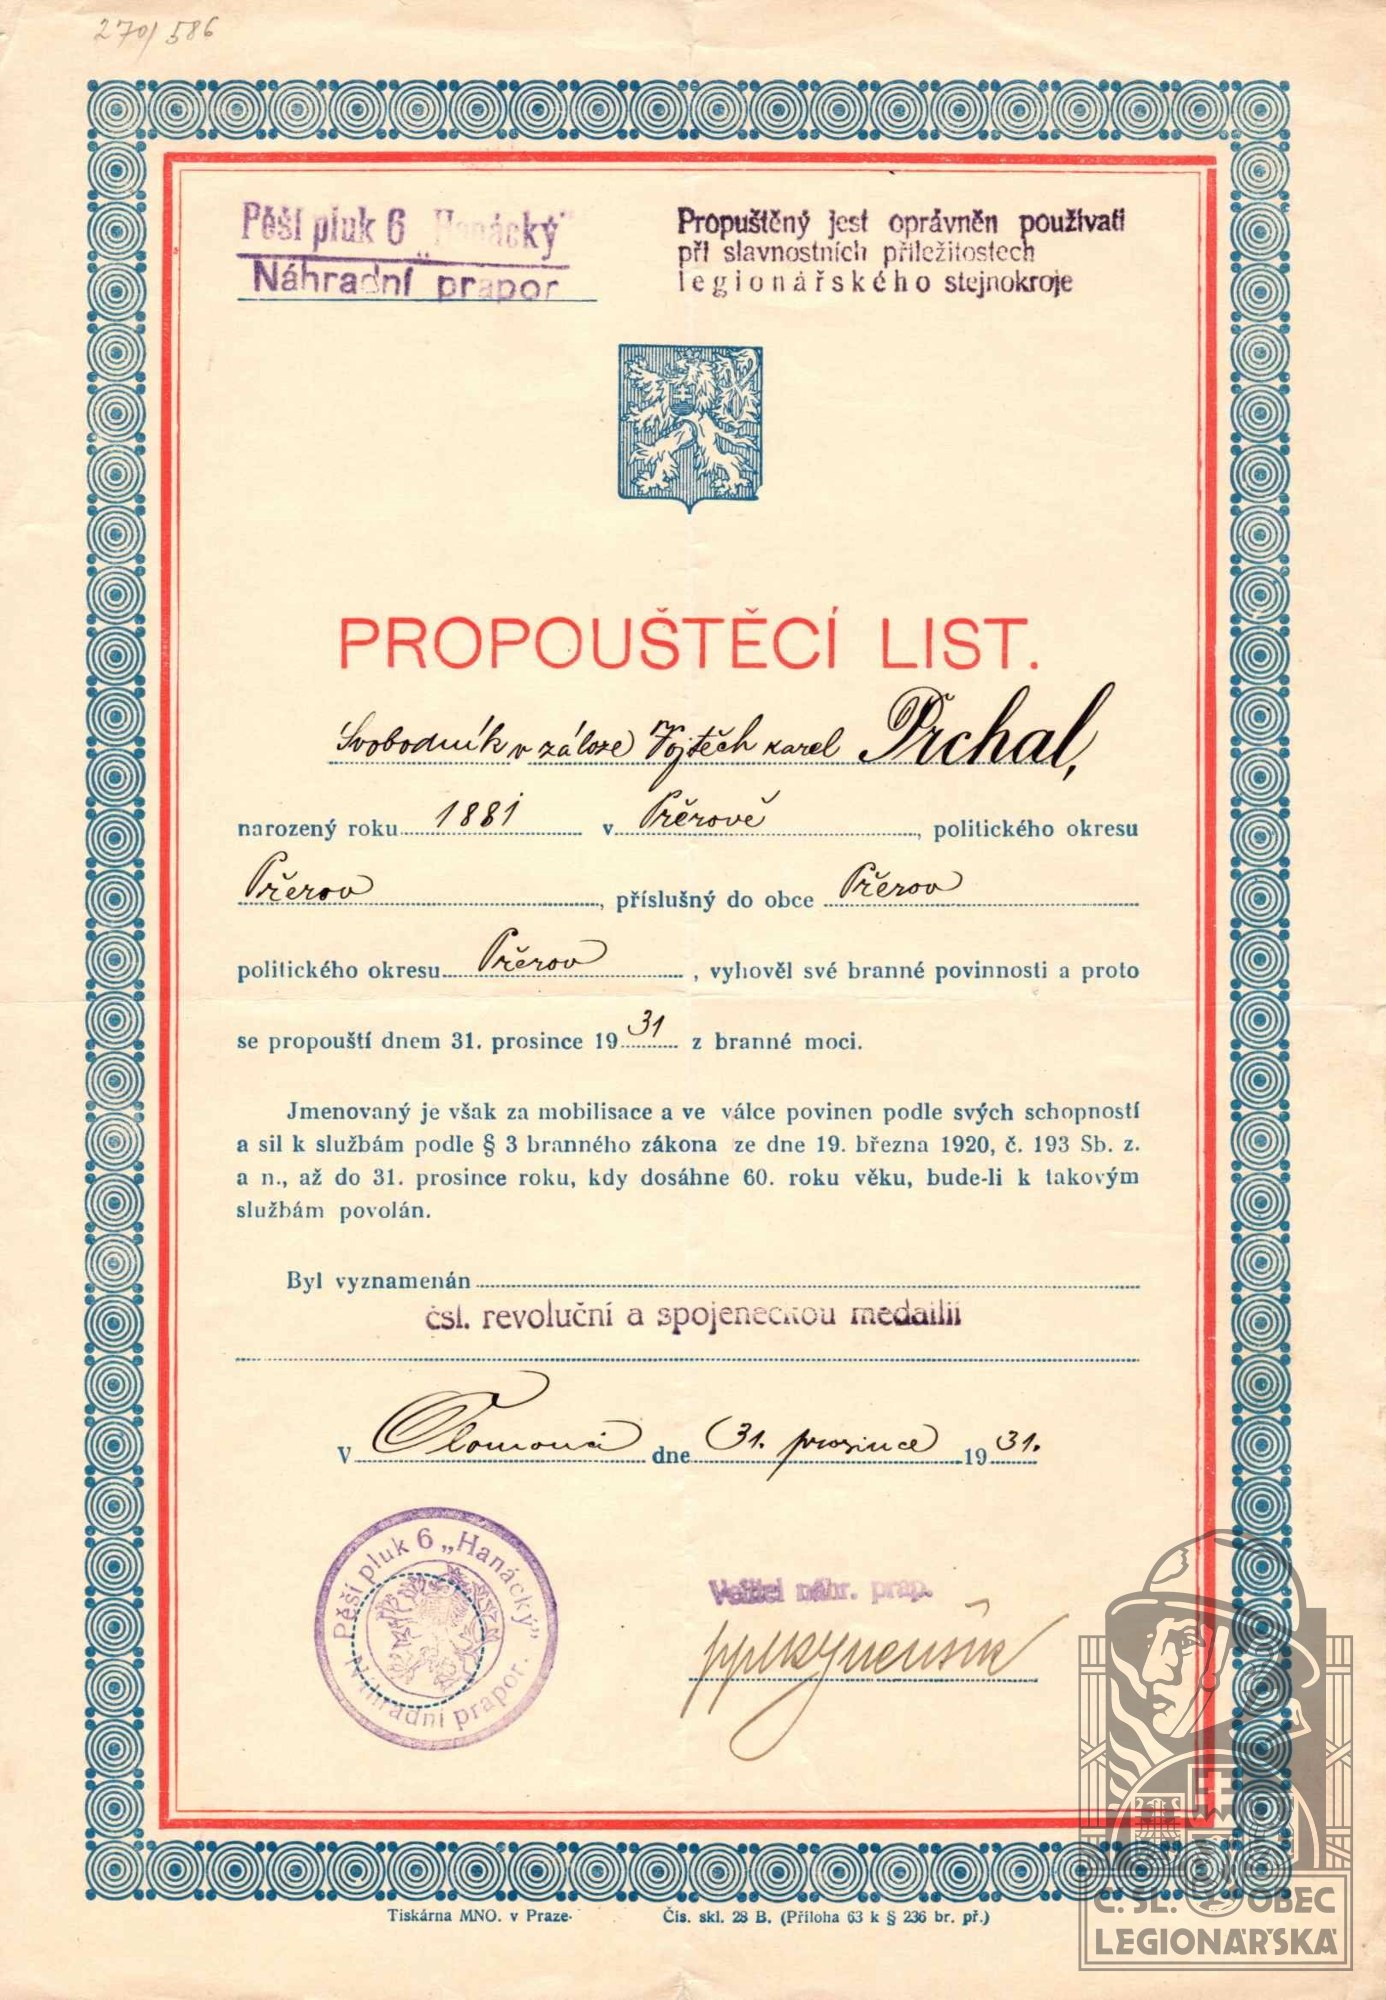 270/586
Pěší pluk 6 „Hanácký"
Náhradní prapor
Propuštěný jest oprávněn používati
při slavnostních příležitostech
legionářského stejnokroje
PROPOUŠTĚCÍ LIST.
Svobodník v záloze Vojtěch Karel Prchal,
narozený roku 1881 v Přerově, politického okresu
Přerov, příslušný do obce Přerov
politického okresu Přerov, vyhověl své branné povinnosti a proto
se propouští dnem 31. prosince 1931 z branné moci.
Jmenovaný je však za mobilisace a ve válce povinen podle svých schopností
a sil k službám podle § 3 branného zákona ze dne 19. března 1920, č. 193 Sb. z.
a n., až do 31. prosince roku, kdy dosáhne 60. roku věku, bude-li k takovým
službám povolán.
Byl vyznamenán
čsl. revoluční a spojeneckou medailií
V Olomouci dne 31. prosince 1931.
Pěší pluk 6 „Hanácký"
Náhradní prapor.
Velitel náhr. prap.
Tiskárna MNO. v Praze.
Čís. skl. 28 B. (Příloha 63 k § 236 br. př.)
Č. SL. OBEC
LEGIONÁŘSKÁ